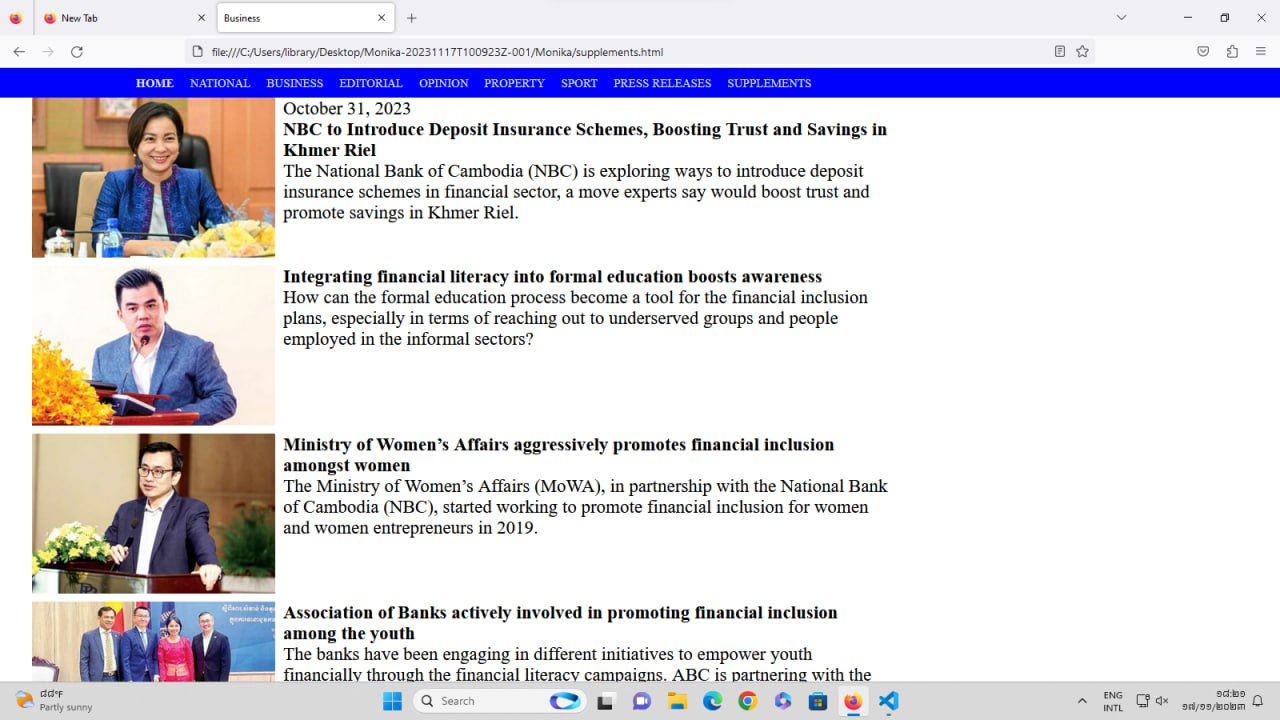 New Tab
Business
file:///C:/Users/library/Desktop/Monika-20231117T100923Z-001/Monika/supplements.html
HOME NATIONAL BUSINESS EDITORIAL OPINION PROPERTY SPORT PRESS RELEASES SUPPLEMENTS
October 31, 2023
NBC to Introduce Deposit Insurance Schemes, Boosting Trust and Savings in
Khmer Riel
The National Bank of Cambodia (NBC) is exploring ways to introduce deposit
insurance schemes in financial sector, a move experts say would boost trust and
promote savings in Khmer Riel.
Integrating financial literacy into formal education boosts awareness
How can the formal education process become a tool for the financial inclusion
plans, especially in terms of reaching out to underserved groups and people
employed in the informal sectors?
Ministry of Women’s Affairs aggressively promotes financial inclusion
amongst women
The Ministry of Women’s Affairs (MoWA), in partnership with the National Bank
of Cambodia (NBC), started working to promote financial inclusion for women
and women entrepreneurs in 2019.
Association of Banks actively involved in promoting financial inclusion
among the youth
The banks have been engaging in different initiatives to empower youth
financially through the financial literacy campaigns. ABC is partnering with the
Partly sunny
Search
ENG
INTL